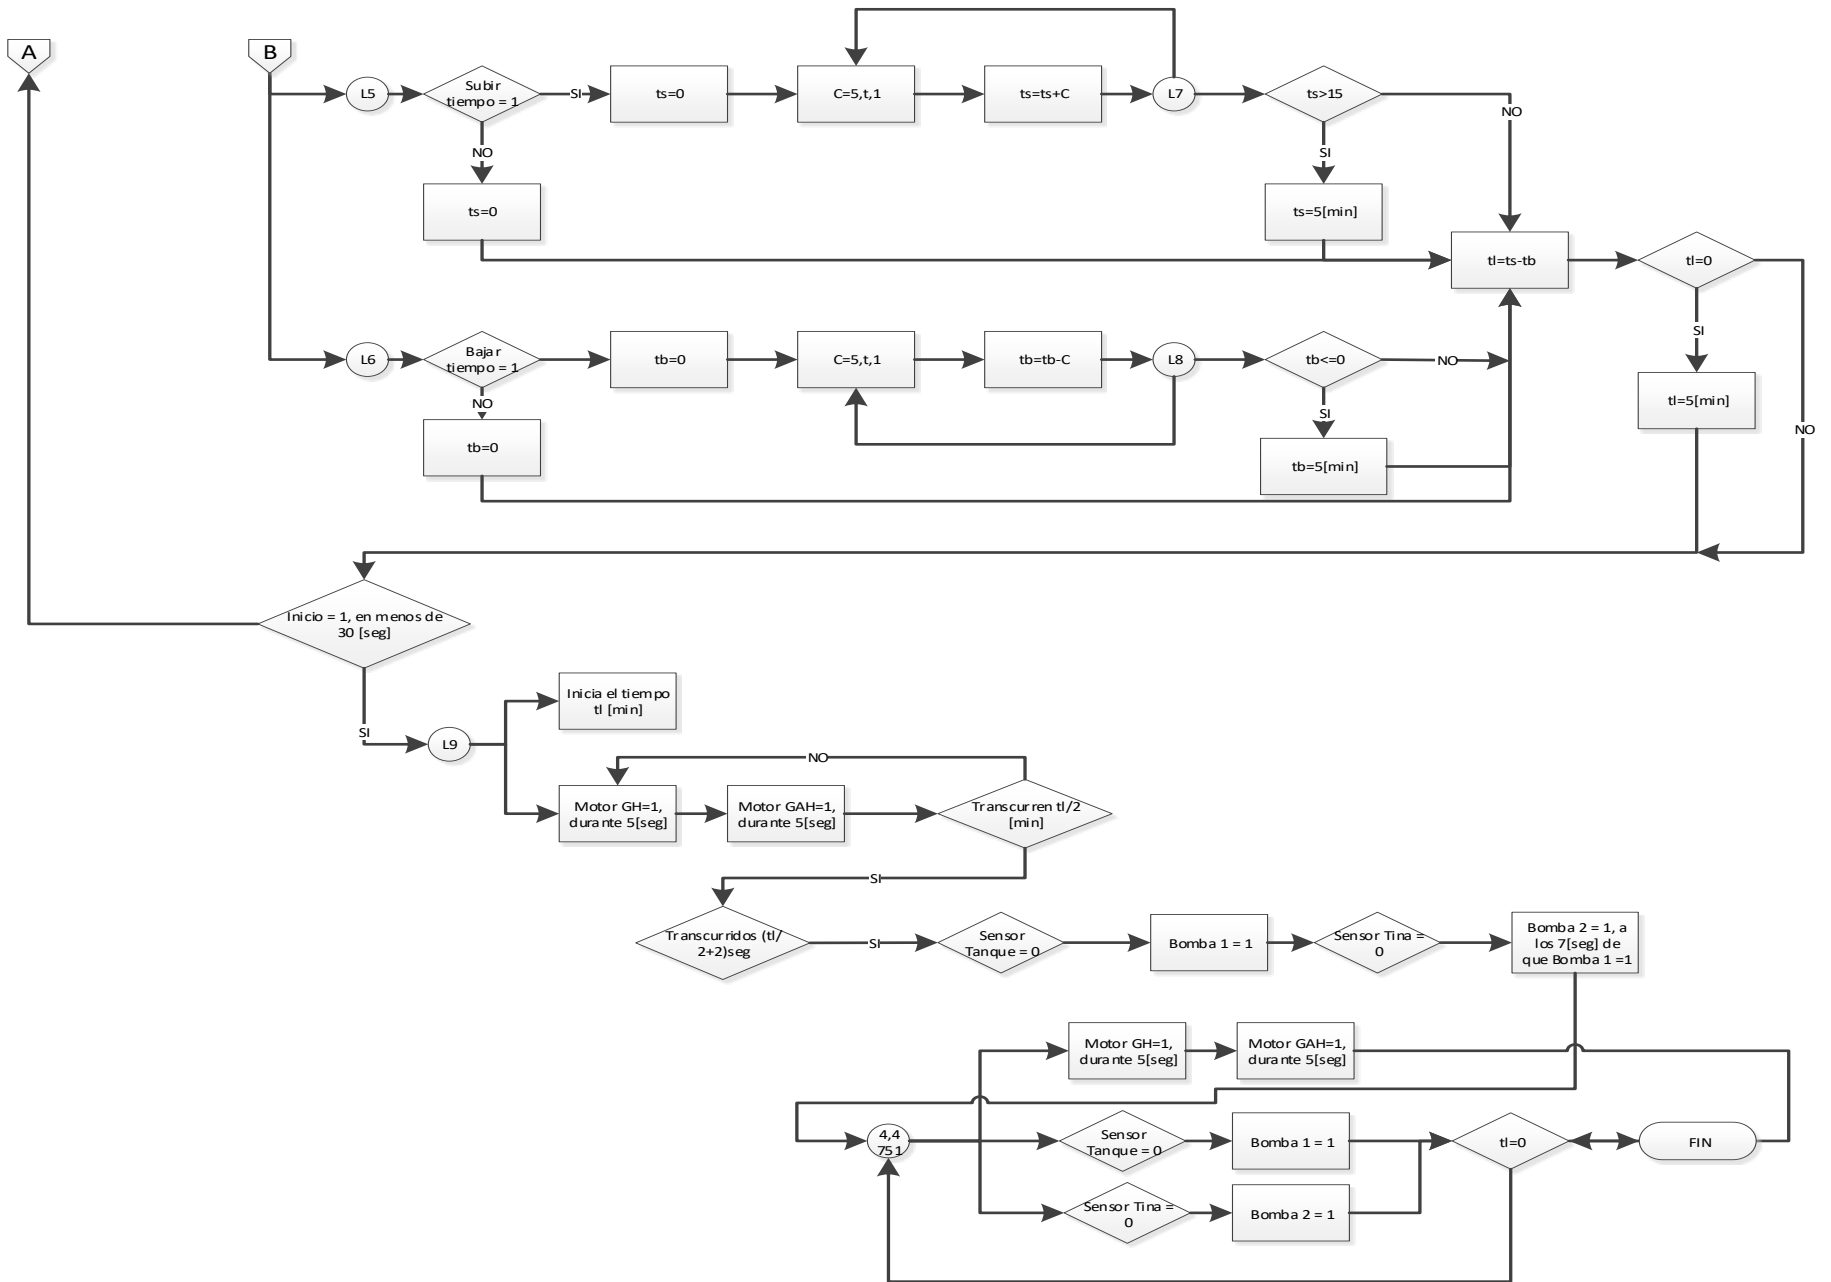 A
B
L5
Subir
tiempo = 1
SI
ts=0
C=5,t,1
ts=ts+C
L7
ts>15
NO
NO
SI
ts=0
ts=5[min]
tl=ts-tb
tl=0
SI
L6
Bajar
tiempo = 1
tb=0
C=5,t,1
tb=tb-C
L8
tb<=0
NO
NO
SI
tl=5[min]
NO
tb=0
tb=5[min]
Inicio = 1, en menos de
30 [seg]
SI
Inicia el tiempo
tl [min]
L9
NO
Motor GH=1,
durante 5[seg]
Motor GAH=1,
durante 5[seg]
Transcurren tl/2
[min]
SI
Transcurridos (tl/
2+2)seg
SI
Sensor
Tanque = 0
Bomba 1 = 1
Sensor Tina =
0
Bomba 2 = 1, a
los 7[seg] de
que Bomba 1 =1
Motor GH=1,
durante 5[seg]
Motor GAH=1,
durante 5[seg]
4,4
751
Sensor
Tanque = 0
Bomba 1 = 1
tl=0
FIN
Sensor Tina =
0
Bomba 2 = 1